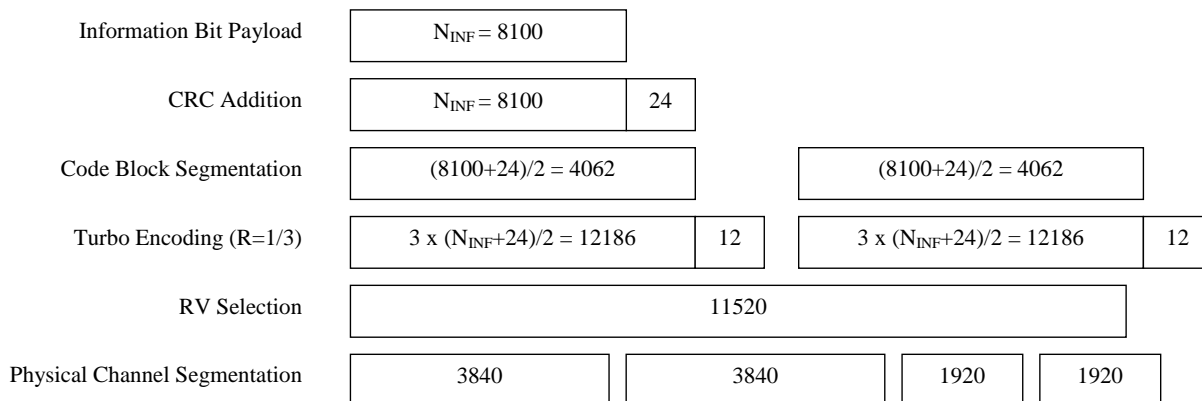 Information Bit Payload N_INF = 8100
CRC Addition N_INF = 8100 24
Code Block Segmentation (8100+24)/2 = 4062 (8100+24)/2 = 4062
Turbo Encoding (R=1/3) 3 x (N_INF+24)/2 = 12186 12 3 x (N_INF+24)/2 = 12186 12
RV Selection 11520
Physical Channel Segmentation 3840 3840 1920 1920